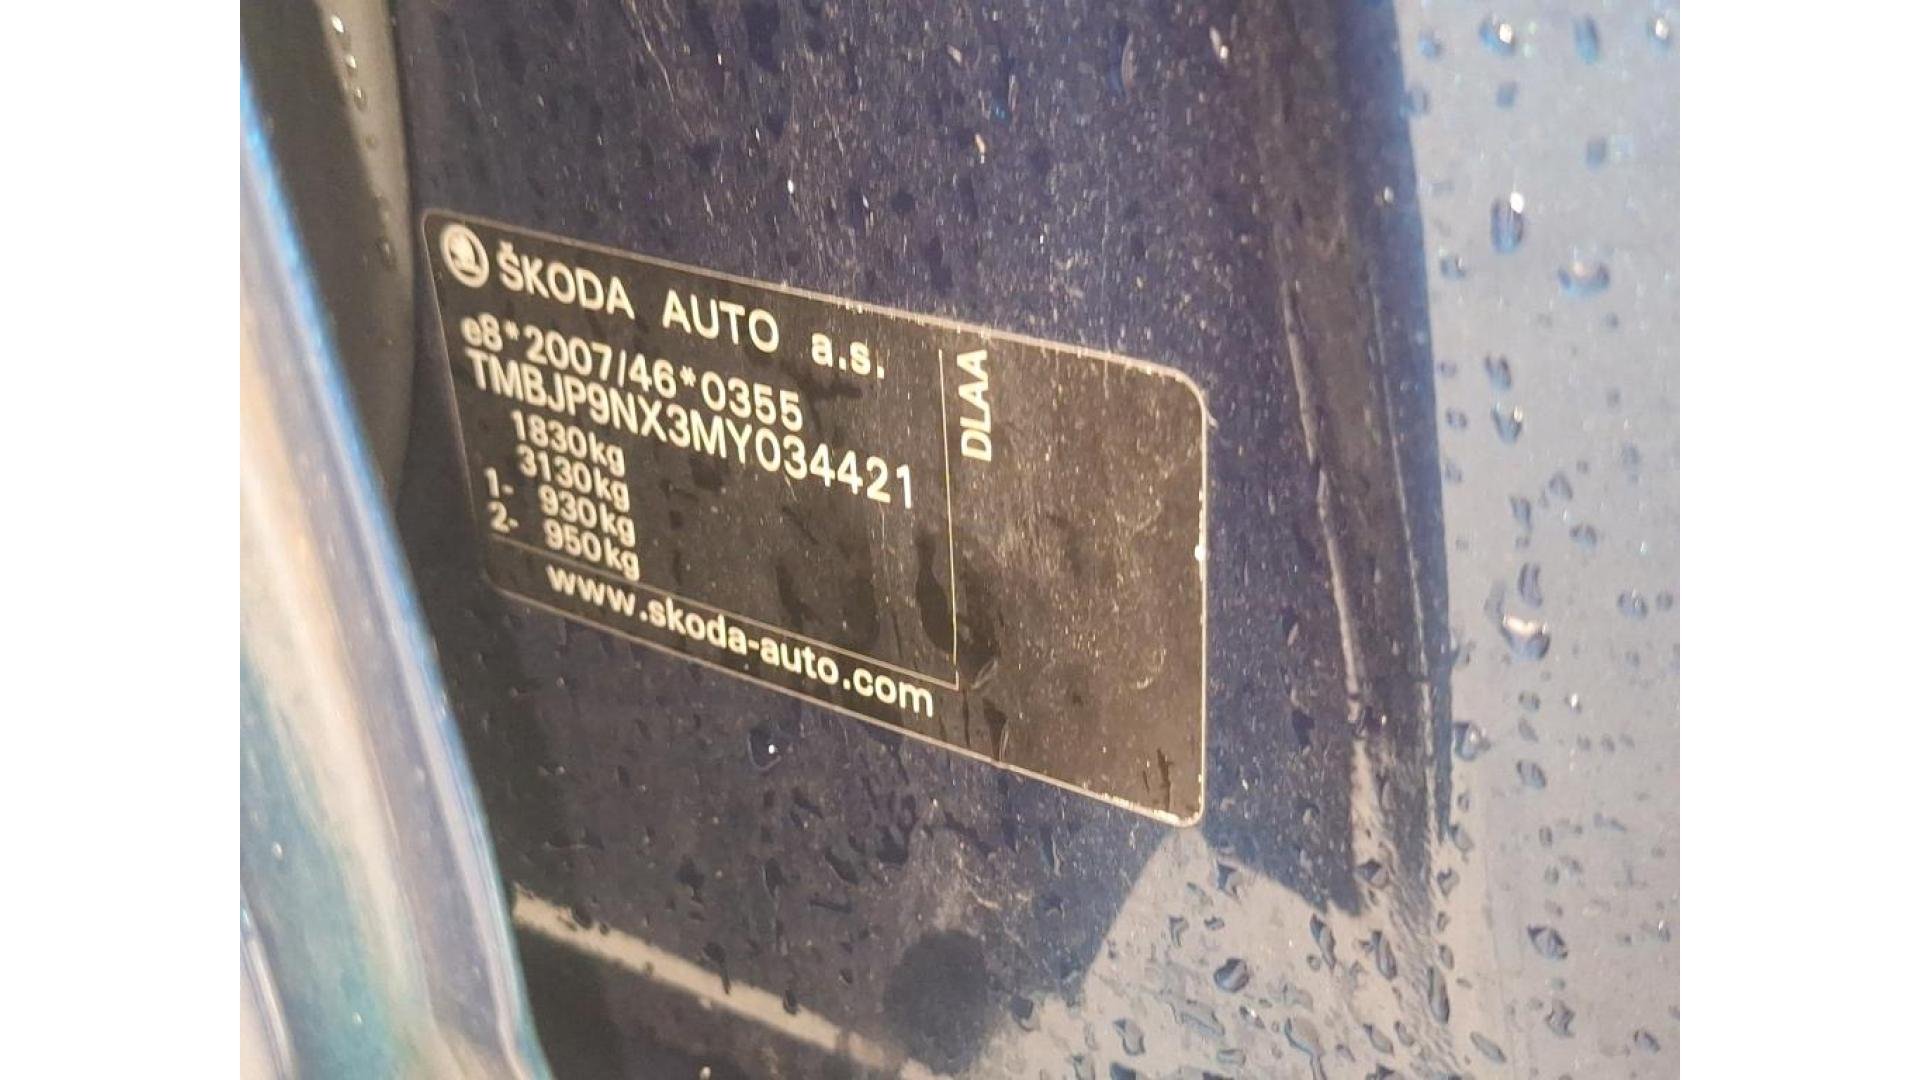 ŠKODA AUTO a.s.
e8*2007/46*0355
TMBJP9NX3MY034421
1830kg
3130kg
1- 930kg
2- 950kg
www.skoda-auto.com
DLAA